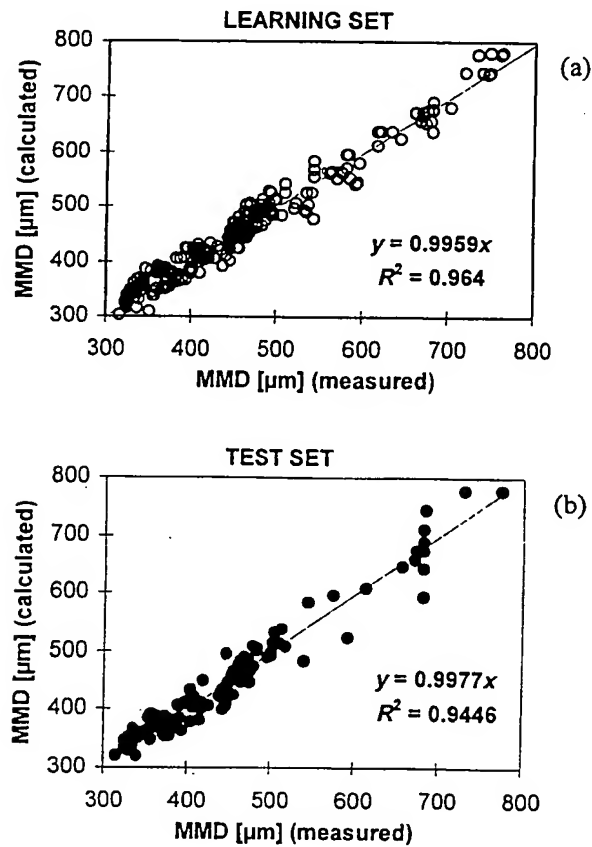 LEARNING SET
(a)
MMD [µm] (calculated)
800
700
600
500
400
300
y = 0.9959x
R² = 0.964
300 400 500 600 700 800
MMD [µm] (measured)
TEST SET
(b)
MMD [µm] (calculated)
800
700
600
500
400
300
y = 0.9977x
R² = 0.9446
300 400 500 600 700 800
MMD [µm] (measured)